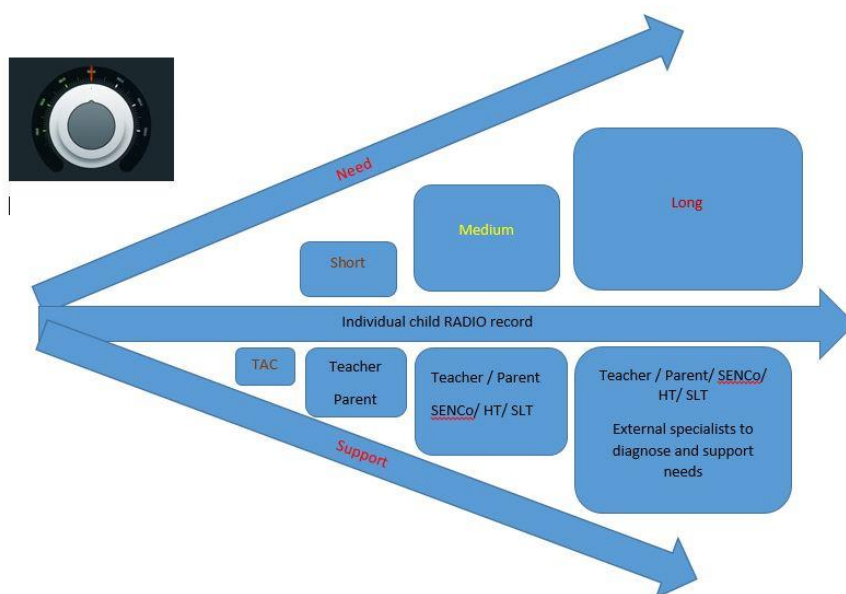 Need
Long
Medium
Short
Individual child RADIO record
TAC
Teacher
Parent
Teacher / Parent
SENCo/ HT/ SLT
Teacher / Parent/ SENCo/
HT/ SLT
External specialists to
diagnose and support
needs
Support